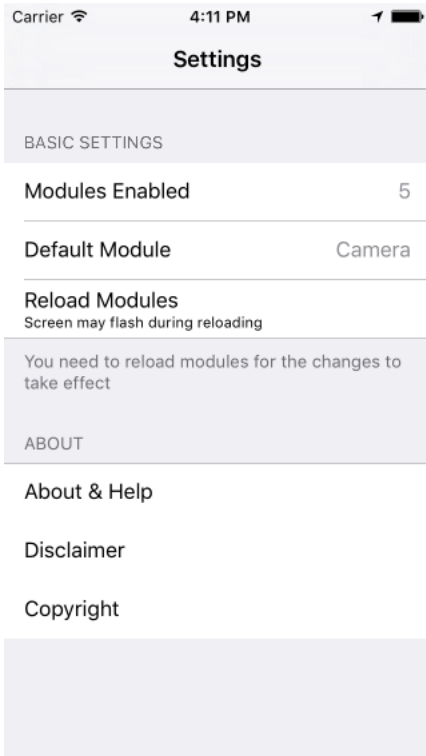 Carrier 4:11 PM
Settings
BASIC SETTINGS
Modules Enabled 5
Default Module Camera
Reload Modules
Screen may flash during reloading
You need to reload modules for the changes to
take effect
ABOUT
About & Help
Disclaimer
Copyright